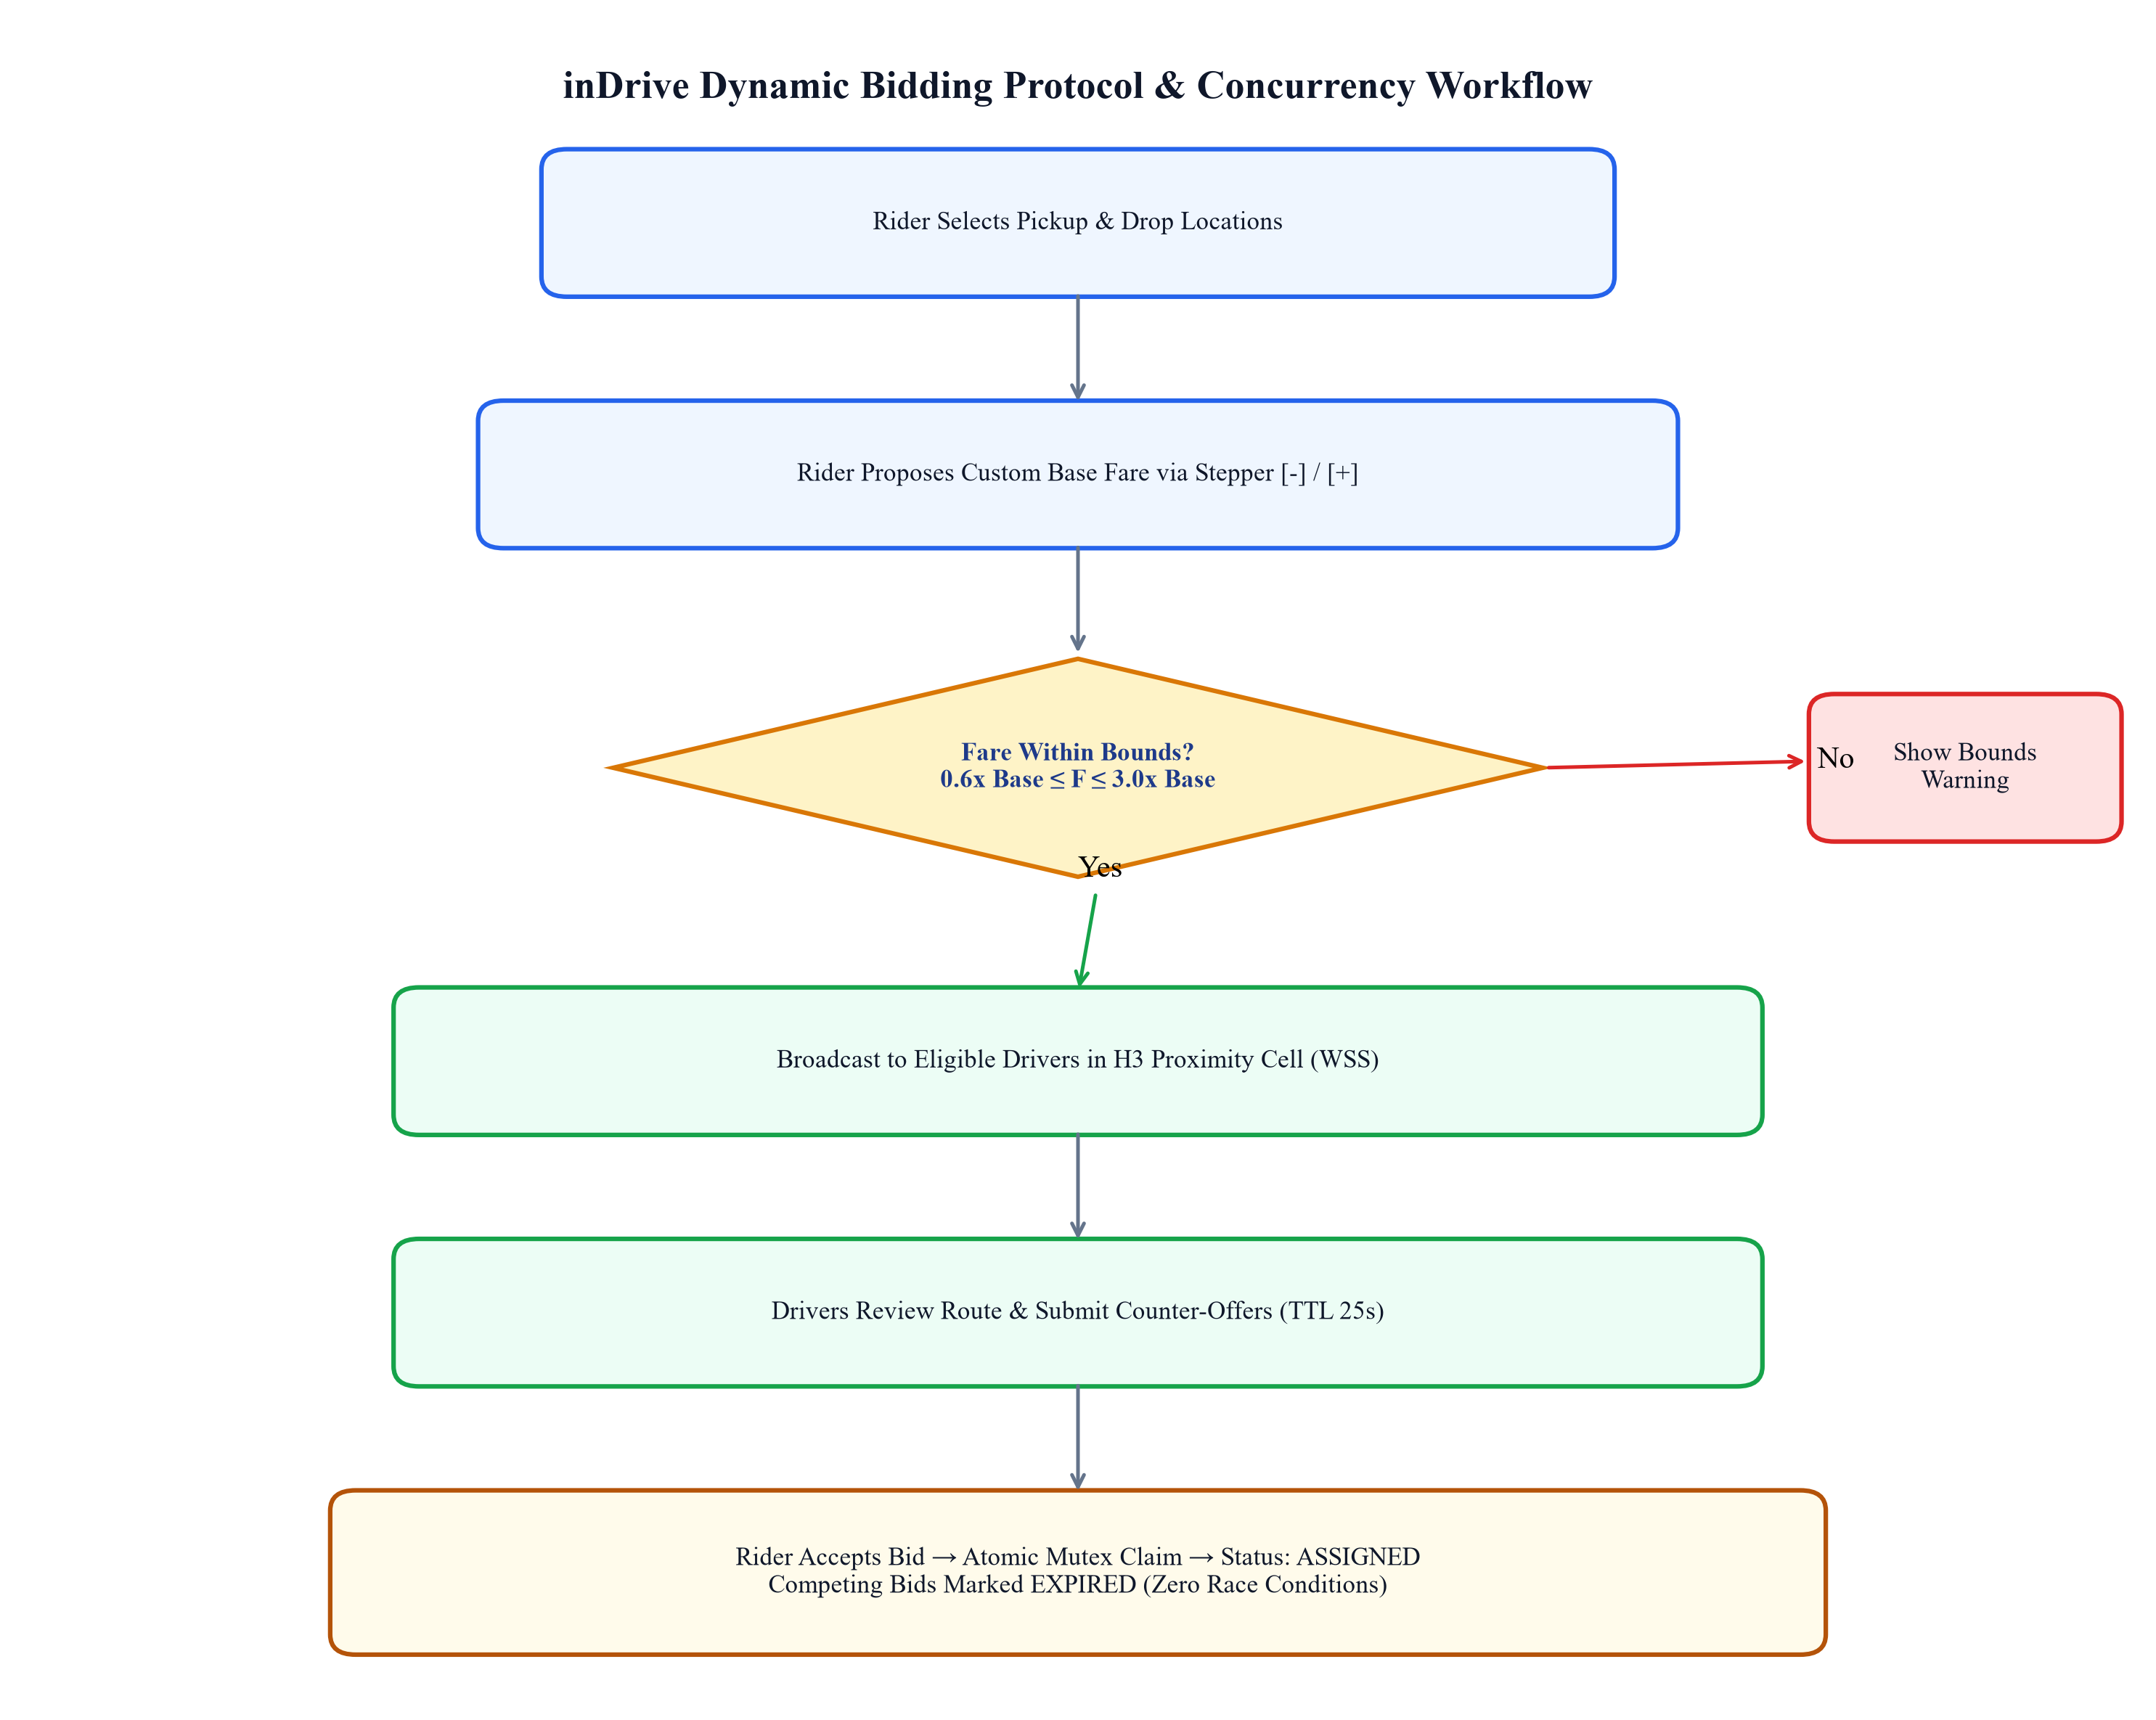 inDrive Dynamic Bidding Protocol & Concurrency Workflow
Rider Selects Pickup & Drop Locations
Rider Proposes Custom Base Fare via Stepper [-] / [+]
Fare Within Bounds?
0.6x Base ≤ F ≤ 3.0x Base
No
Show Bounds
Warning
Yes
Broadcast to Eligible Drivers in H3 Proximity Cell (WSS)
Drivers Review Route & Submit Counter-Offers (TTL 25s)
Rider Accepts Bid → Atomic Mutex Claim → Status: ASSIGNED
Competing Bids Marked EXPIRED (Zero Race Conditions)